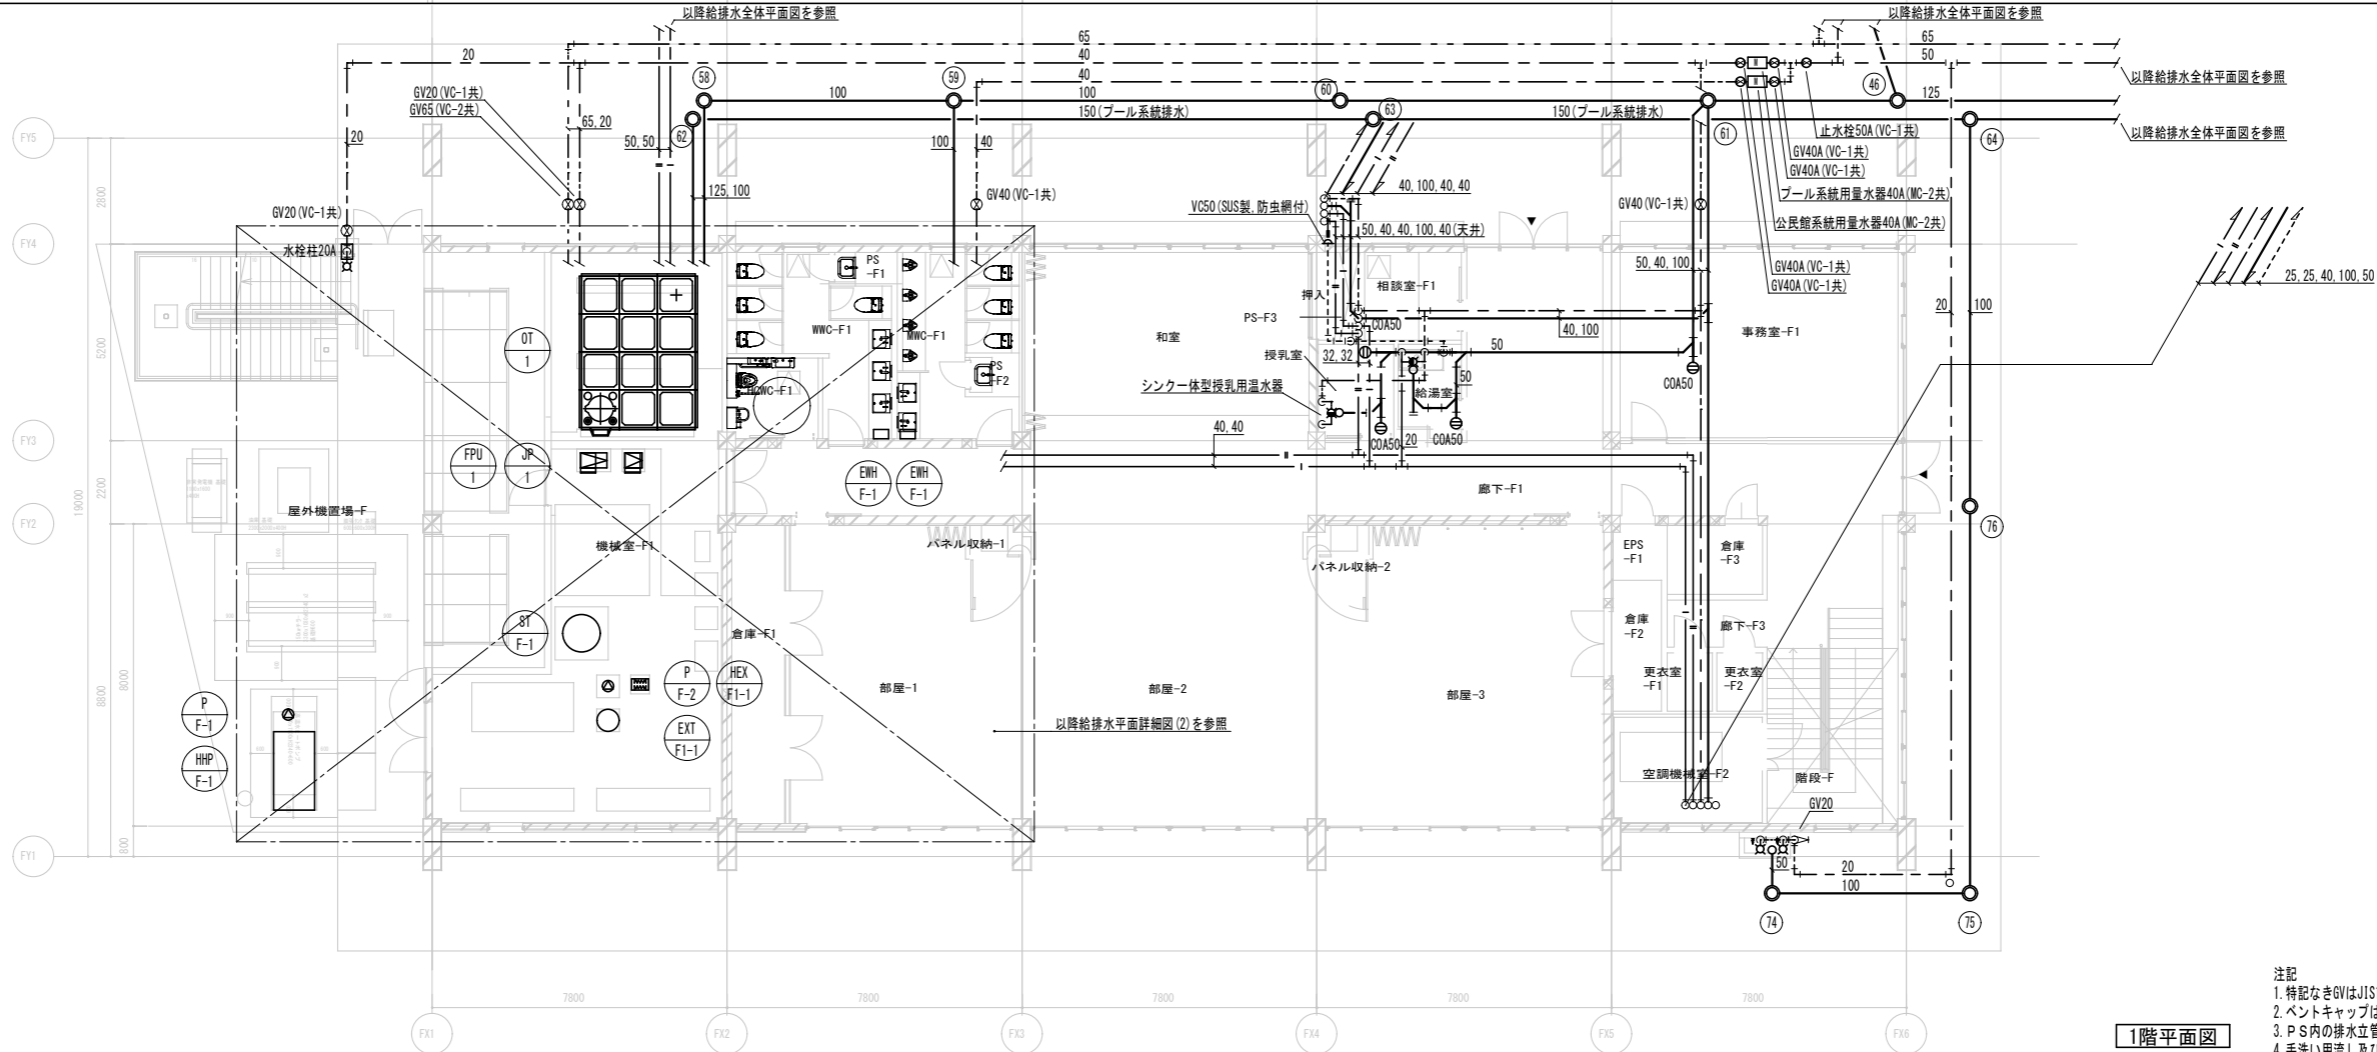 以降給排水全体平面図を参照
以降給排水全体平面図を参照
65
65
20
40
50
40
以降給排水全体平面図を参照
58
59
60
63
46
GV20(VC-1共)
GV65(VC-2共)
100
100
125
150(プール系統排水)
150(プール系統排水)
62
61
64
以降給排水全体平面図を参照
FY5
20
65,20
50,50
100
40
止水栓50A(VC-1共)
GV40A(VC-1共)
GV40A(VC-1共)
125,100
40,100,40,40
GV40(VC-1共)
プール系統用量水器40A(MC-2共)
2800
GV20(VC-1共)
VC50(SUS製,防虫網付)
GV40(VC-1共)
公民館系統用量水器40A(MC-2共)
FY4
水栓柱20A
50,40,40,100,40(天井)
PS
-F1
50,40,100
GV40A(VC-1共)
GV40A(VC-1共)
25,25,40,100,50
押入
相談室-F1
20
100
OT
1
WWC-F1
MWC-F1
和室
PS-F3
COA50
40,100
事務室-F1
5200
授乳室
32,32
50
PS
-F2
HCWC-F1
シンク一体型授乳用温水器
50
給湯室
COA50
FY3
COA50
20
COA50
40,40
FPU
1
JP
1
EWH
F-1
EWH
F-1
廊下-F1
19000
2200
屋外機置場-F
FY2
76
機械室-F1
パネル収納-1
パネル収納-2
EPS
-F1
倉庫
-F3
ST
F-1
倉庫-F1
倉庫
-F2
廊下-F3
P
F-2
HEX
F1-1
部屋-1
部屋-2
部屋-3
更衣室
-F1
更衣室
-F2
8800
8000
P
F-1
EXT
F1-1
以降給排水平面詳細図(2)を参照
HHP
F-1
空調機械室-F2
階段-F
GV20
800
FY1
50
20
100
74
75
7800
7800
7800
7800
7800
FX1
FX2
FX3
FX4
FX5
FX6
1階平面図
注記
1.特記なきGVはJIS
2.ベントキャップは
3.ＰＳ内の排水立管